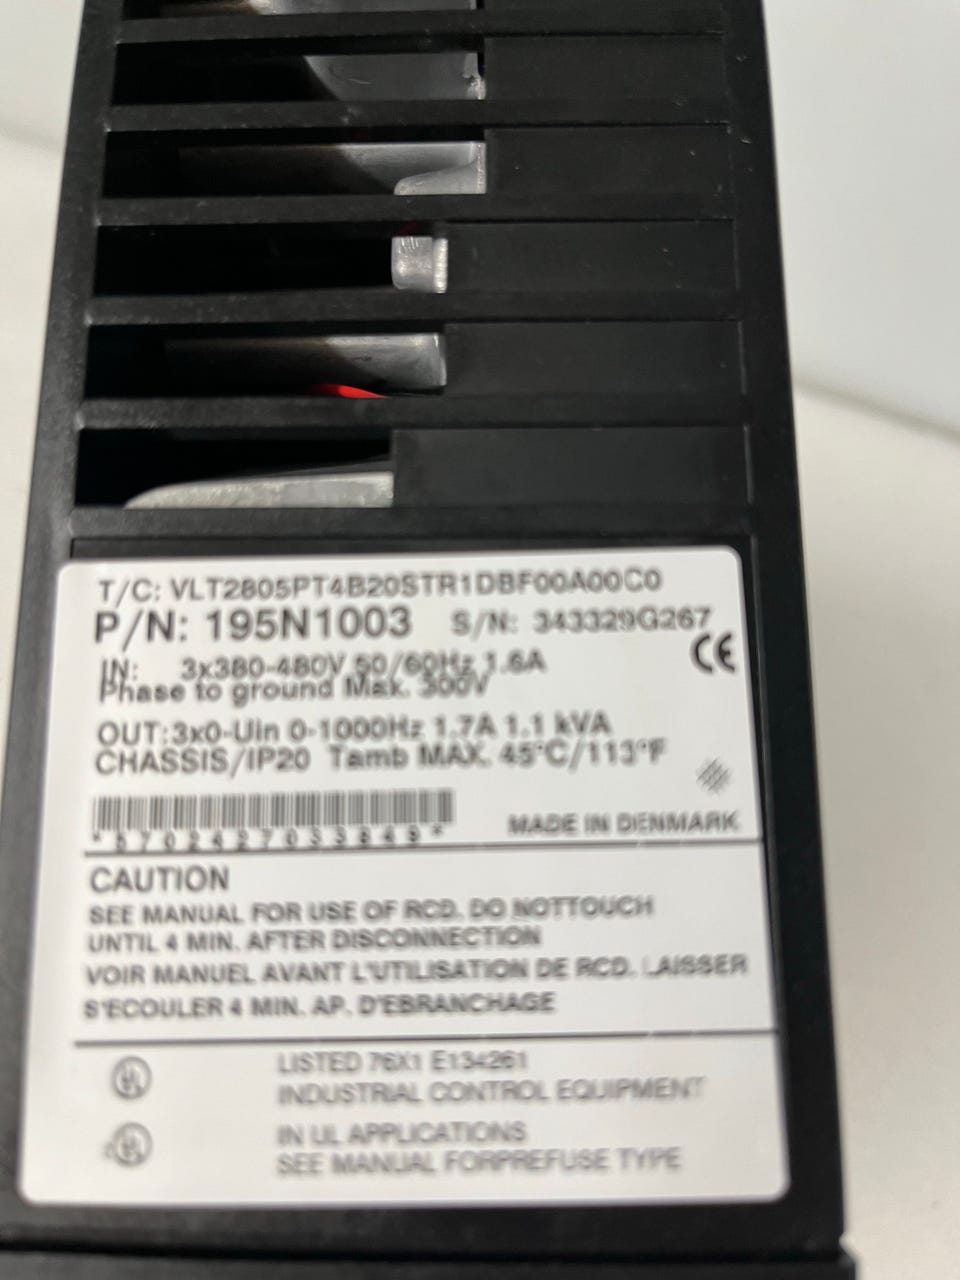 T/C: VLT2805PT4B20STR1DBF00A00C0
P/N: 195N1003 S/N: 343329G267
CE
IN: 3x380-480V 50/60Hz 1.6A
Phase to ground Max. 300V
OUT:3x0-Uin 0-1000Hz 1.7A 1.1 kVA
CHASSIS/IP20 Tamb MAX. 45°C/113°F
*5702427033849*
MADE IN DENMARK
CAUTION
SEE MANUAL FOR USE OF RCD. DO NOTTOUCH
UNTIL 4 MIN. AFTER DISCONNECTION
VOIR MANUEL AVANT L'UTILISATION DE RCD. LAISSER
S'ECOULER 4 MIN. AP. D'EBRANCHAGE
UL LISTED 76X1 E134261
INDUSTRIAL CONTROL EQUIPMENT
UL IN UL APPLICATIONS
SEE MANUAL FORPREFUSE TYPE